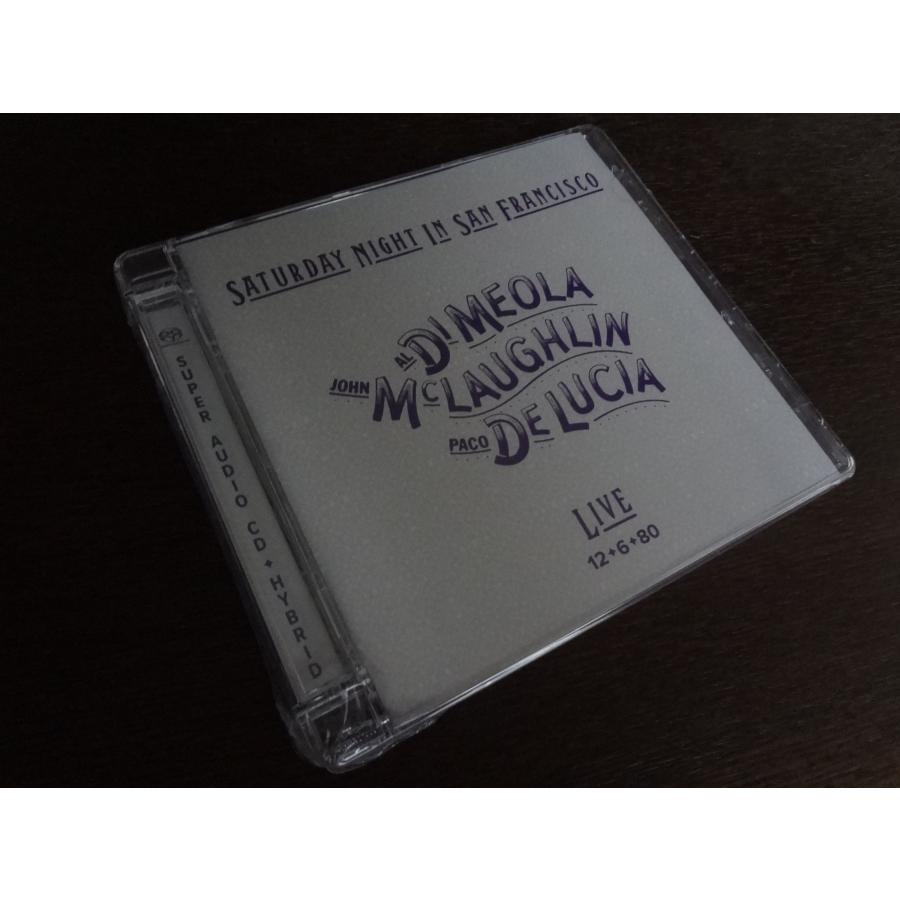 SATURDAY NIGHT IN SAN FRANCISCO
AL DI MEOLA
JOHN MCLAUGHLIN
PACO DE LUCIA
LIVE
12+6+80
SUPER AUDIO CD + HYBRID